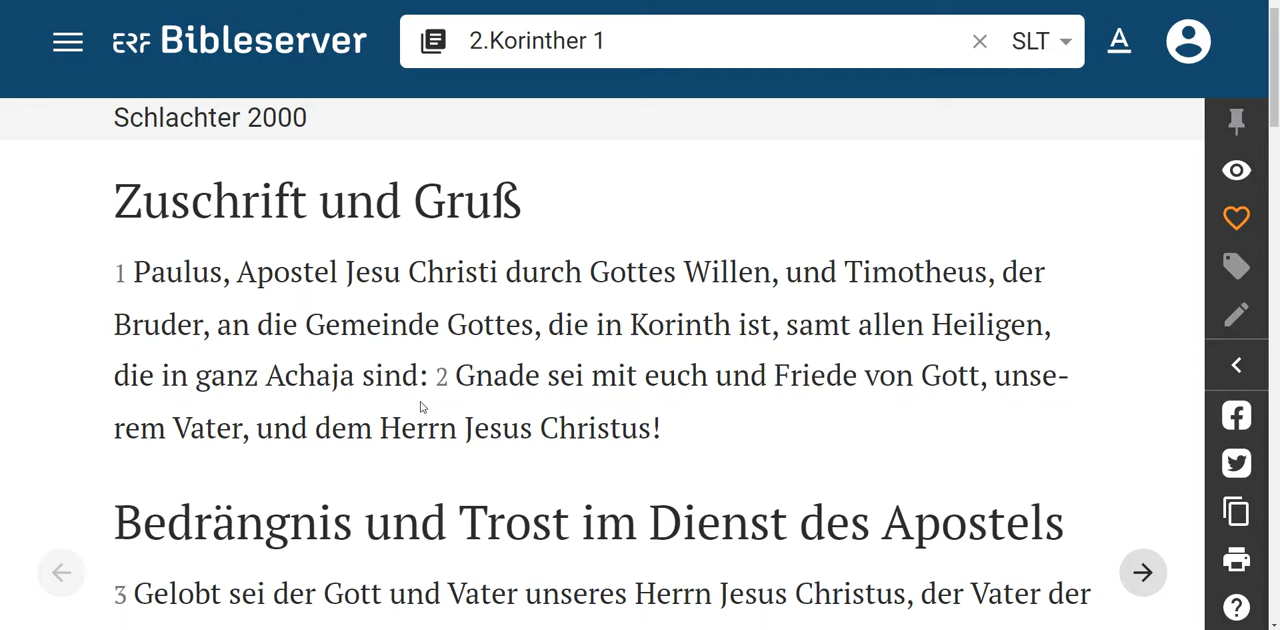 ERF Bibleserver
2.Korinther 1
SLT
A
Schlachter 2000
Zuschrift und Gruß
1 Paulus, Apostel Jesu Christi durch Gottes Willen, und Timotheus, der
Bruder, an die Gemeinde Gottes, die in Korinth ist, samt allen Heiligen,
die in ganz Achaja sind: 2 Gnade sei mit euch und Friede von Gott, unse-
rem Vater, und dem Herrn Jesus Christus!
Bedrängnis und Trost im Dienst des Apostels
3 Gelobt sei der Gott und Vater unseres Herrn Jesus Christus, der Vater der